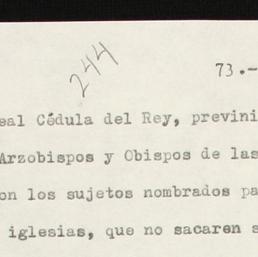 244
73.-
eal Cédula del Rey, previni
Arzobispos y Obispos de las
on los sujetos nombrados pa
iglesias, que no sacaren s